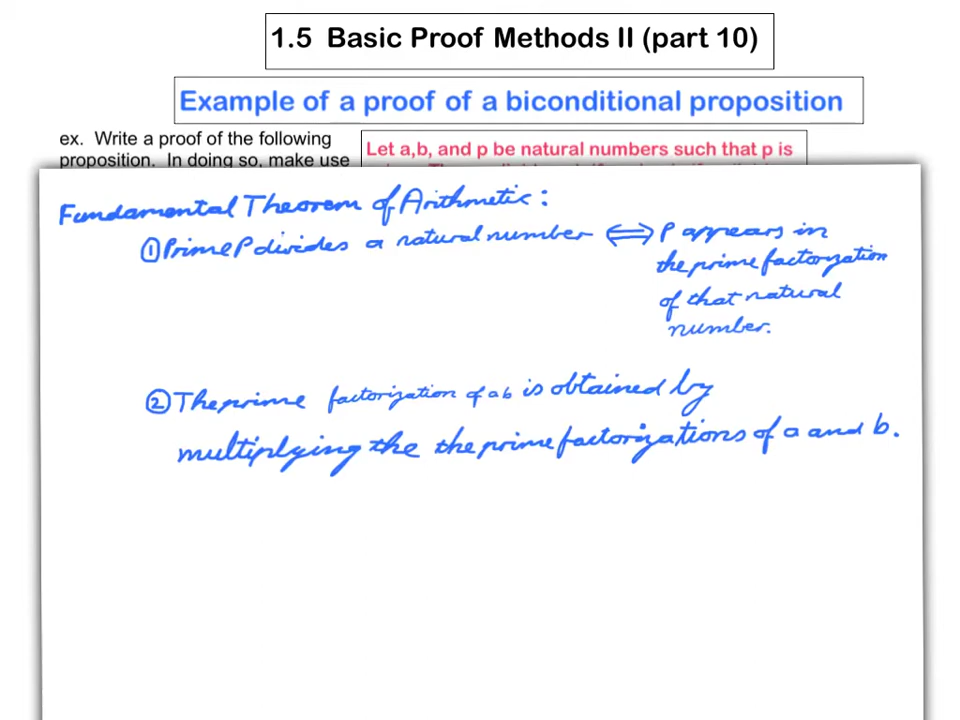 1.5 Basic Proof Methods II (part 10)
Example of a proof of a biconditional proposition
ex. Write a proof of the following
proposition. In doing so, make use
Let a,b, and p be natural numbers such that p is
Fundamental Theorem of Arithmetic:
① Prime P divides a natural number ⟺ P appears in
the prime factorization
of that natural
number.
② The prime factorization of ab is obtained by
multiplying the the prime factorizations of a and b.